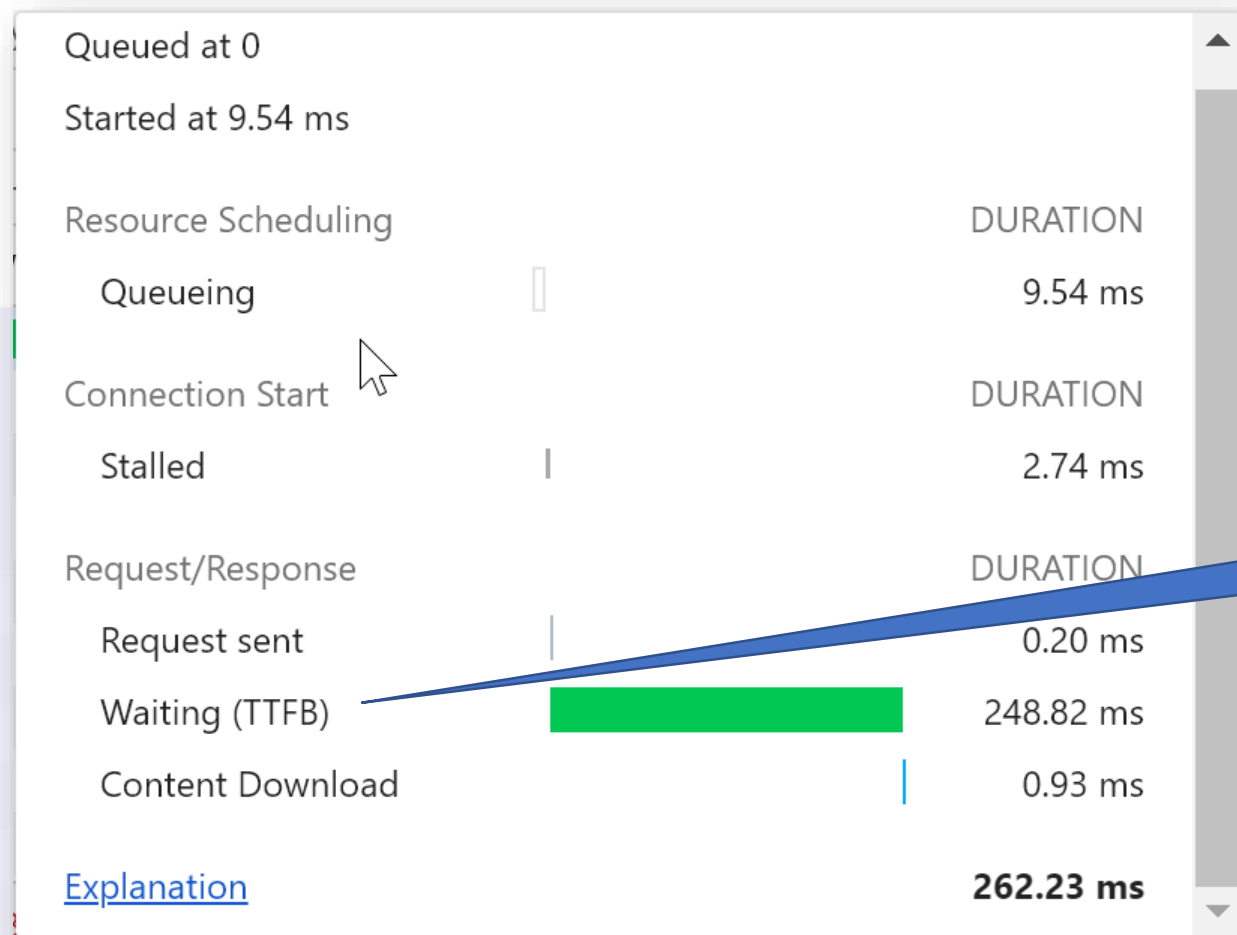 Queued at 0
Started at 9.54 ms
Resource Scheduling DURATION
Queueing 9.54 ms
Connection Start DURATION
Stalled 2.74 ms
Request/Response DURATION
Request sent 0.20 ms
Waiting (TTFB) 248.82 ms
Content Download 0.93 ms
Explanation 262.23 ms